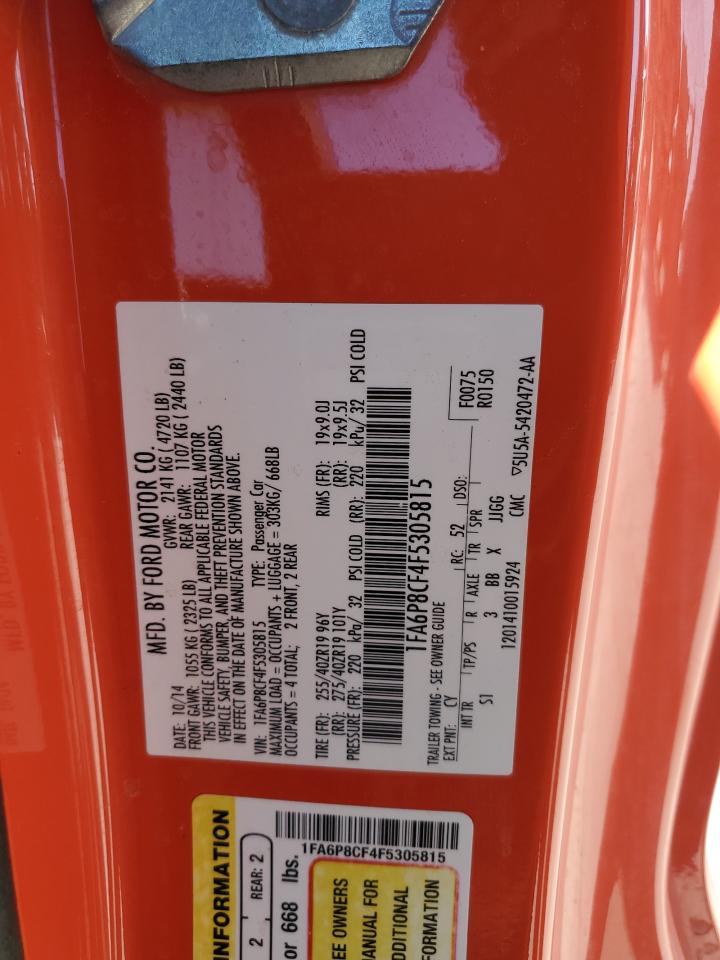 MFD. BY FORD MOTOR CO.
DATE: 10/14 GVWR: 2141 KG ( 4720 LB)
FRONT GAWR: 1055 KG ( 2325 LB) REAR GAWR: 1107 KG ( 2440 LB)
THIS VEHICLE CONFORMS TO ALL APPLICABLE FEDERAL MOTOR
VEHICLE SAFETY, BUMPER, AND THEFT PREVENTION STANDARDS
IN EFFECT ON THE DATE OF MANUFACTURE SHOWN ABOVE.
VIN: 1FA6P8CF4F5305815 TYPE: Passenger Car
MAXIMUM LOAD = OCCUPANTS + LUGGAGE = 303KG/ 668LB
OCCUPANTS = 4 TOTAL: 2 FRONT, 2 REAR
TIRE (FR): 255/40ZR19 96Y RIMS (FR): 19x9.0J
(RR): 275/40ZR19 101Y (RR): 19x9.5J
PRESSURE (FR): 220 kPa/ 32 PSI COLD (RR): 220 kPa/ 32 PSI COLD
1FA6P8CF4F5305815
TRAILER TOWING - SEE OWNER GUIDE F0075
EXT PNT: CY RC: 52 DSO: R0150
INT TR TP/PS R AXLE TR SPR
S1 3 BB X JJGG
1201410015924 CMC ▽5U5A-5420472-AA
INFORMATION
2 REAR: 2
or 668 lbs.
1FA6P8CF4F5305815
EE OWNERS
ANUAL FOR
DDITIONAL
FORMATION